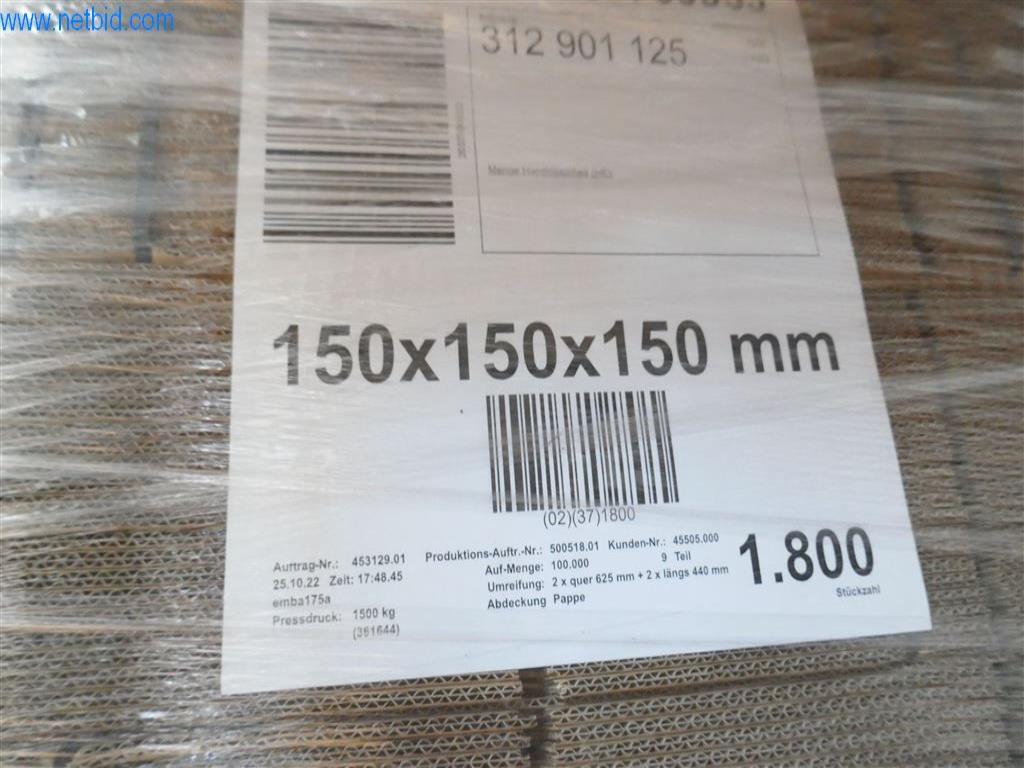 www.netbid.com
312 901 125
150x150x150 mm
(02)(37)1800
Auftrag-Nr.: 453129.01
25.10.22 Zeit: 17:48.45
emba175a
Pressdruck: 1500 kg
(361644)
Produktions-Auftr.-Nr.: 500518.01 Kunden-Nr.: 45505.000
Auf-Menge: 100.000 9 Teil
Umreifung: 2 x quer 625 mm + 2 x längs 440 mm
Abdeckung Pappe
1.800
Stückzahl